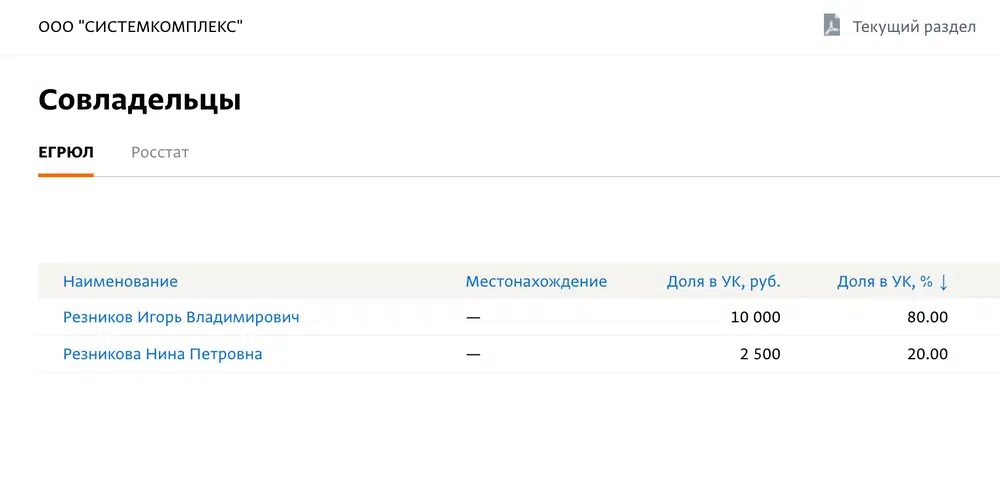 ООО "СИСТЕМКОМПЛЕКС" Текущий раздел
Совладельцы
ЕГРЮЛ Росстат
Наименование Местонахождение Доля в УК, руб. Доля в УК, % ↓
Резников Игорь Владимирович — 10 000 80.00
Резникова Нина Петровна — 2 500 20.00